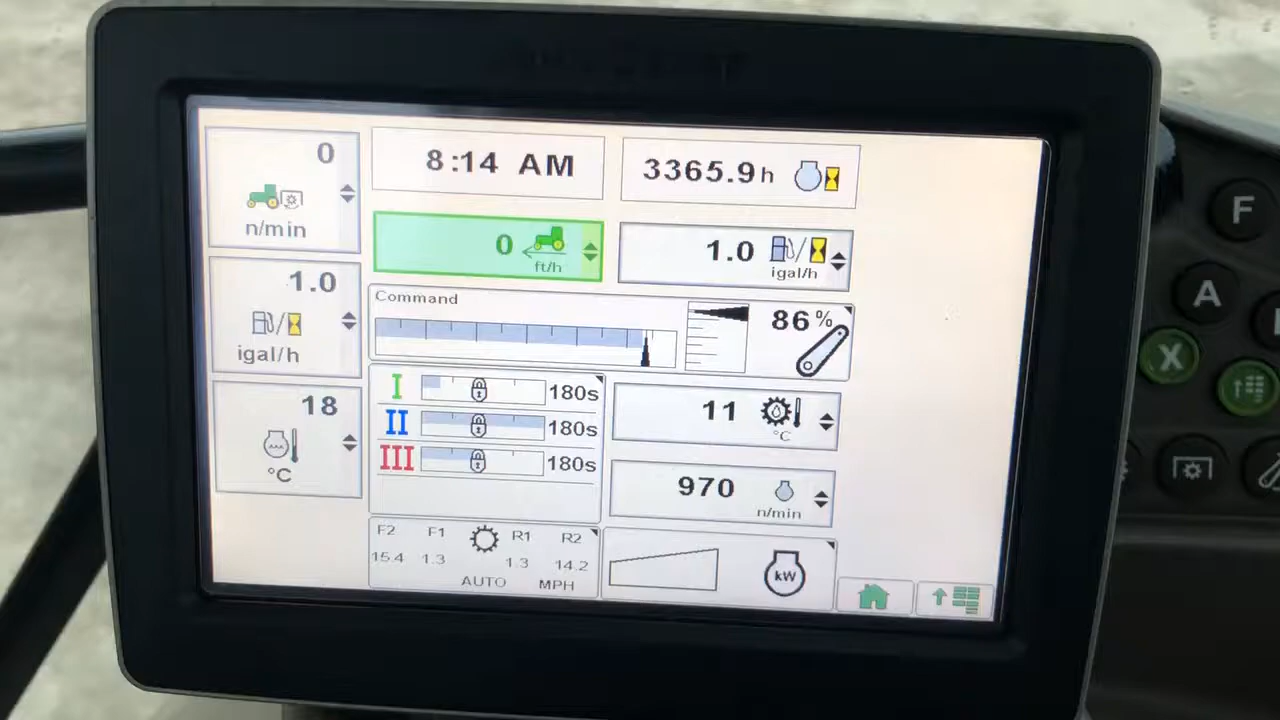 0
n/min
8:14 AM
3365.9h
0
ft/h
1.0
igal/h
1.0
igal/h
Command
86%
18
°C
I 180s
II 180s
III 180s
11
°C
970
n/min
F2 F1 R1 R2
15.4 1.3 1.3 14.2
AUTO MPH
kW
F
A
X